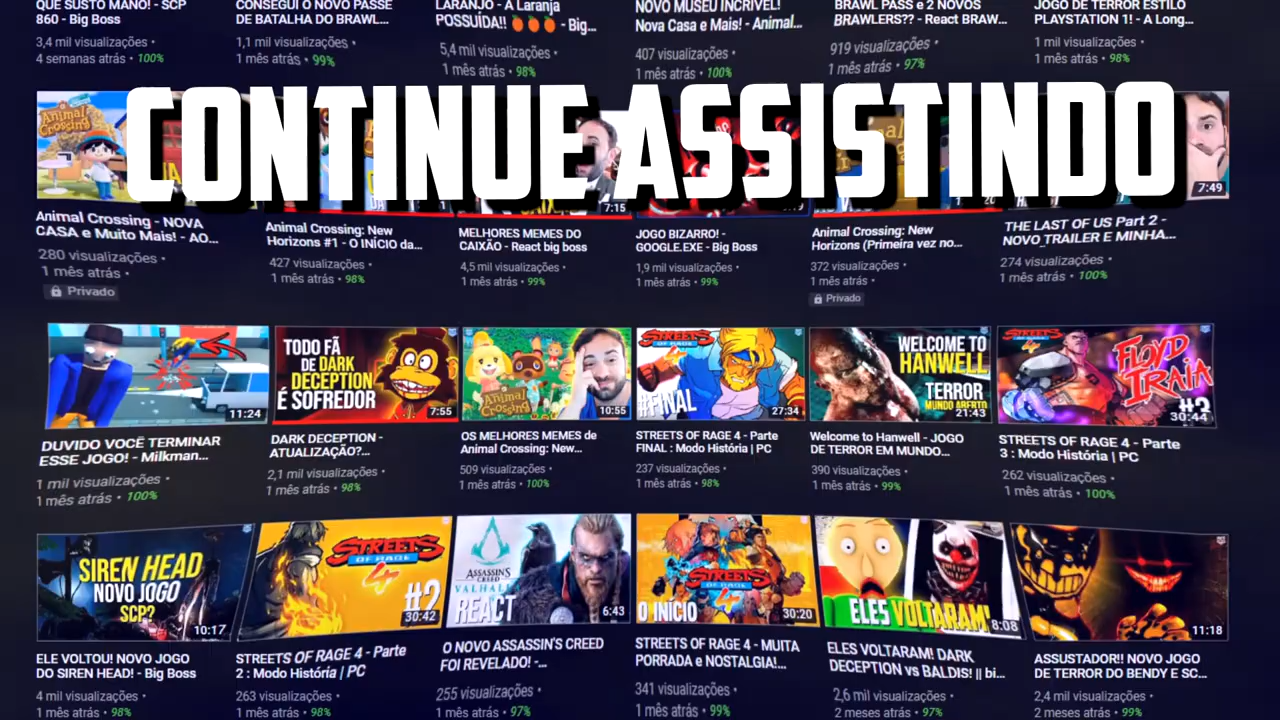 QUE SUSTO MANO! - SCP
860 - Big Boss
3,4 mil visualizações •
4 semanas atrás • 100%
CONSEGUI O NOVO PASSE
DE BATALHA DO BRAWL...
1,1 mil visualizações •
1 mês atrás • 99%
LARANJO - A Laranja
POSSUÍDA!! 🍊🍊🍊 - Big...
5,4 mil visualizações •
1 mês atrás • 98%
NOVO MUSEU INCRÍVEL!
Nova Casa e Mais! - Animal...
407 visualizações •
1 mês atrás • 100%
BRAWL PASS e 2 NOVOS
BRAWLERS?? - React BRAW...
919 visualizações •
1 mês atrás • 97%
JOGO DE TERROR ESTILO
PLAYSTATION 1! - A Long...
1 mil visualizações •
1 mês atrás • 98%
CONTINUE ASSISTINDO
Animal
Crossing
7:15
7:49
Animal Crossing - NOVA
CASA e Muito Mais! - AO...
280 visualizações •
1 mês atrás •
Privado
Animal Crossing: New
Horizons #1 - O INÍCIO da...
427 visualizações •
1 mês atrás • 98%
MELHORES MEMES DO
CAIXÃO - React big boss
4,5 mil visualizações •
1 mês atrás • 99%
JOGO BIZARRO! -
GOOGLE.EXE - Big Boss
1,9 mil visualizações •
1 mês atrás • 99%
Animal Crossing: New
Horizons (Primeira vez no...
372 visualizações •
1 mês atrás •
Privado
THE LAST OF US Part 2 -
NOVO TRAILER E MINHA...
274 visualizações •
1 mês atrás • 100%
11:24
TODO FÃ
DE DARK
DECEPTION
É SOFREDOR
7:55
Animal
Crossing
10:55
STREETS
OF RAGE
4
#FINAL
27:34
WELCOME TO
HANWELL
TERROR
MUNDO ABERTO
21:43
STREETS
OF RAGE
4
FLOYD
IRAIA
#3
30:44
DUVIDO VOCÊ TERMINAR
ESSE JOGO! - Milkman...
1 mil visualizações •
1 mês atrás • 100%
DARK DECEPTION -
ATUALIZAÇÃO?...
2,1 mil visualizações •
1 mês atrás • 98%
OS MELHORES MEMES de
Animal Crossing: New...
509 visualizações •
1 mês atrás • 100%
STREETS OF RAGE 4 - Parte
FINAL : Modo História | PC
237 visualizações •
1 mês atrás • 98%
Welcome to Hanwell - JOGO
DE TERROR EM MUNDO...
390 visualizações •
1 mês atrás • 99%
STREETS OF RAGE 4 - Parte
3 : Modo História | PC
262 visualizações •
1 mês atrás • 100%
SIREN HEAD
NOVO JOGO
SCP?
10:17
STREETS
OF RAGE
4
#2
30:42
ASSASSIN'S
CREED
VALHALLA
REACT
6:43
STREETS
OF RAGE
4
O INÍCIO
30:20
ELES VOLTARAM!
8:08
11:18
ELE VOLTOU! NOVO JOGO
DO SIREN HEAD! - Big Boss
4 mil visualizações •
1 mês atrás • 98%
STREETS OF RAGE 4 - Parte
2 : Modo História | PC
263 visualizações •
1 mês atrás • 98%
O NOVO ASSASSIN'S CREED
FOI REVELADO! -...
255 visualizações •
1 mês atrás • 97%
STREETS OF RAGE 4 - MUITA
PORRADA e NOSTALGIA!...
341 visualizações •
1 mês atrás • 99%
ELES VOLTARAM! DARK
DECEPTION vs BALDIS! || bi...
2,6 mil visualizações •
2 meses atrás • 97%
ASSUSTADOR!! NOVO JOGO
DE TERROR DO BENDY E SC...
2,4 mil visualizações •
2 meses atrás • 99%